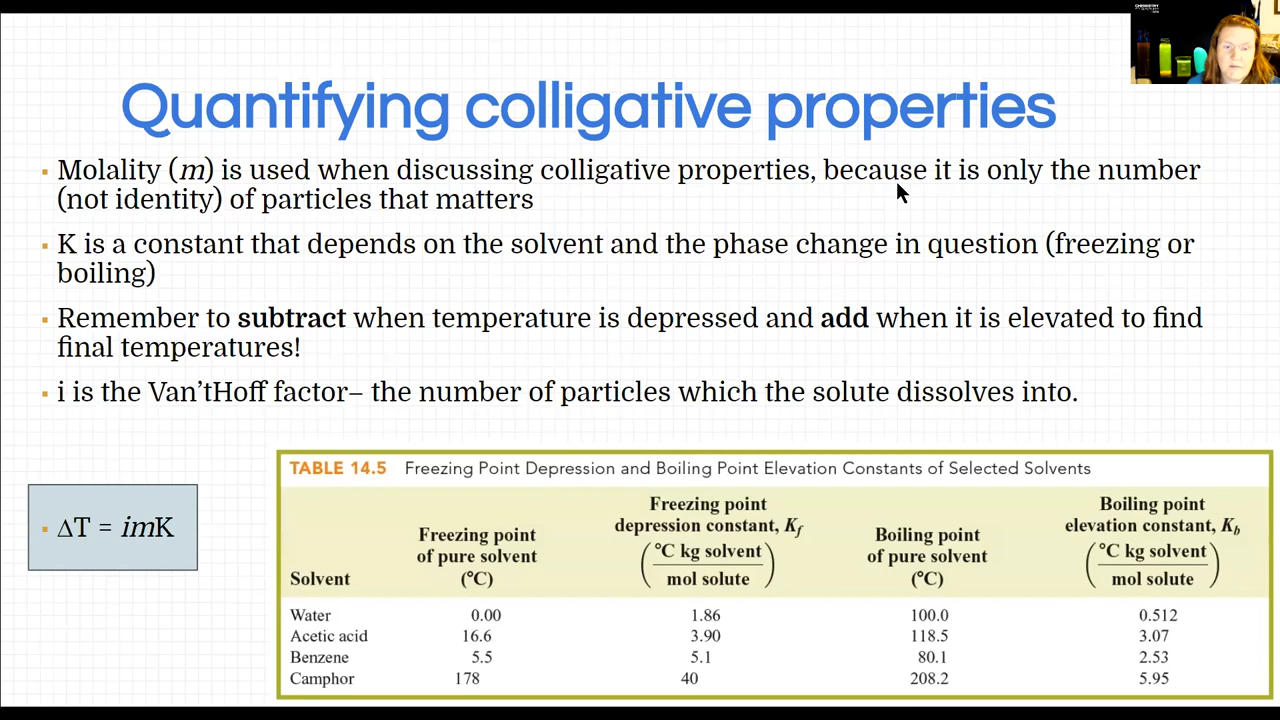 CHEMISTRY
Quantifying colligative properties
▪ Molality (m) is used when discussing colligative properties, because it is only the number
(not identity) of particles that matters
▪ K is a constant that depends on the solvent and the phase change in question (freezing or
boiling)
▪ Remember to subtract when temperature is depressed and add when it is elevated to find
final temperatures!
▪ i is the Van'tHoff factor– the number of particles which the solute dissolves into.
▪ ΔT = imK
TABLE 14.5 Freezing Point Depression and Boiling Point Elevation Constants of Selected Solvents
Solvent
Freezing point
of pure solvent
(°C)
Freezing point
depression constant, Kf
(°C kg solvent
mol solute)
Boiling point
of pure solvent
(°C)
Boiling point
elevation constant, Kb
(°C kg solvent
mol solute)
Water 0.00 1.86 100.0 0.512
Acetic acid 16.6 3.90 118.5 3.07
Benzene 5.5 5.1 80.1 2.53
Camphor 178 40 208.2 5.95